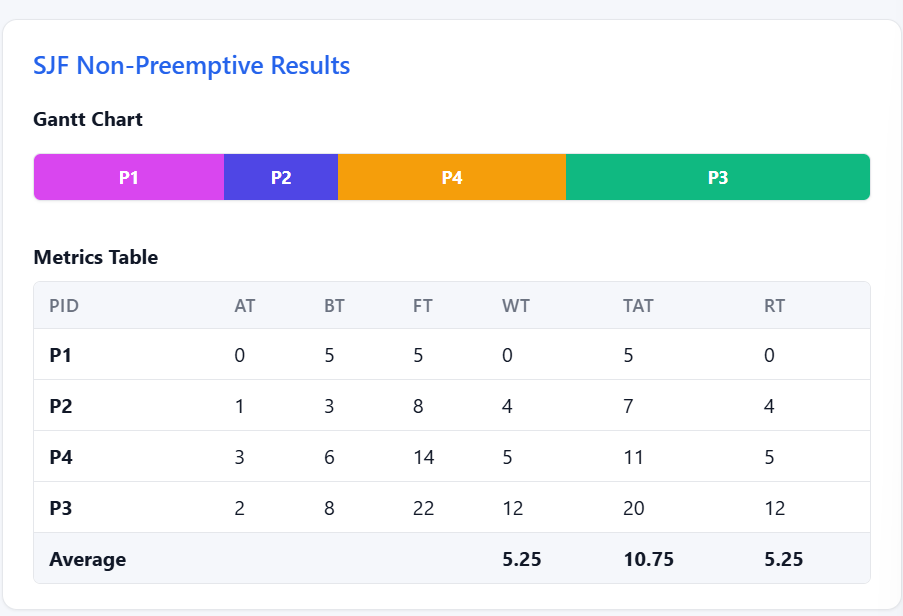 SJF Non-Preemptive Results
Gantt Chart
P1 P2 P4 P3
Metrics Table
PID AT BT FT WT TAT RT
P1 0 5 5 0 5 0
P2 1 3 8 4 7 4
P4 3 6 14 5 11 5
P3 2 8 22 12 20 12
Average 5.25 10.75 5.25